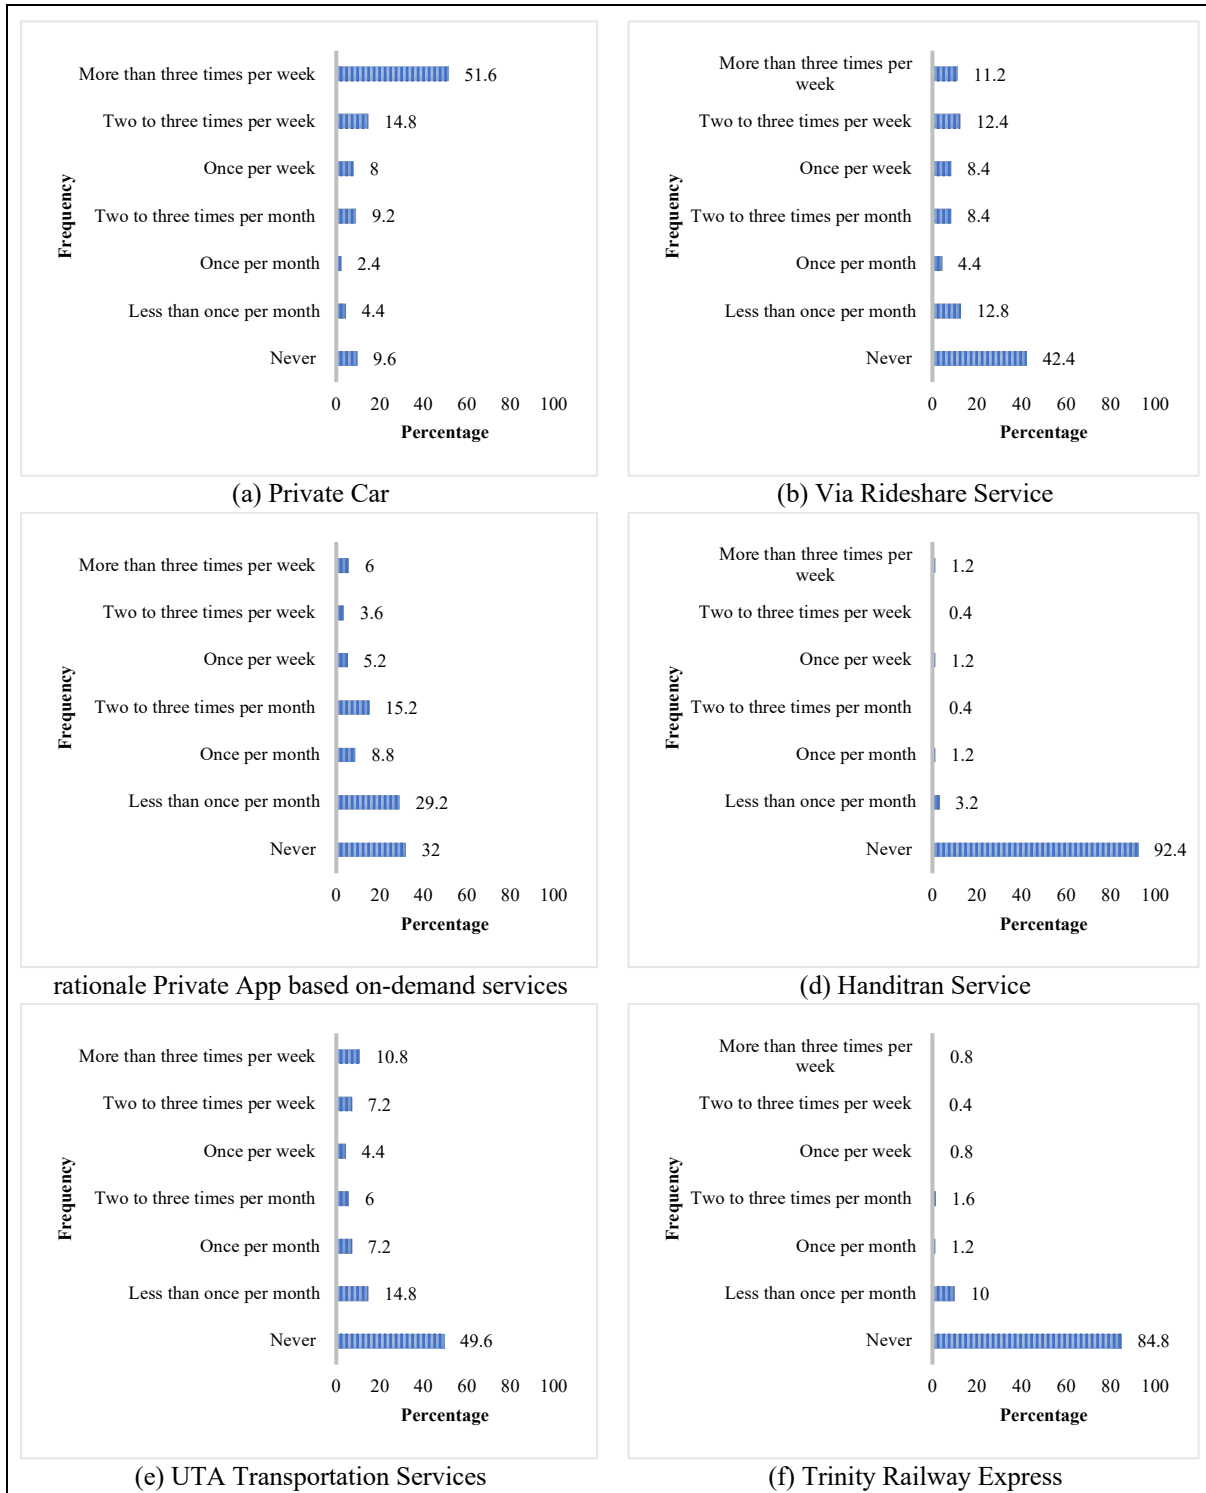 More than three times per week 51.6
Two to three times per week 14.8
Once per week 8
Two to three times per month 9.2
Once per month 2.4
Less than once per month 4.4
Never 9.6
Frequency
0 20 40 60 80 100
Percentage
(a) Private Car
More than three times per
week 11.2
Two to three times per week 12.4
Once per week 8.4
Two to three times per month 8.4
Once per month 4.4
Less than once per month 12.8
Never 42.4
Frequency
0 20 40 60 80 100
Percentage
(b) Via Rideshare Service
More than three times per week 6
Two to three times per week 3.6
Once per week 5.2
Two to three times per month 15.2
Once per month 8.8
Less than once per month 29.2
Never 32
Frequency
0 20 40 60 80 100
Percentage
rationale Private App based on-demand services
More than three times per
week 1.2
Two to three times per week 0.4
Once per week 1.2
Two to three times per month 0.4
Once per month 1.2
Less than once per month 3.2
Never 92.4
Frequency
0 20 40 60 80 100
Percentage
(d) Handitran Service
More than three times per week 10.8
Two to three times per week 7.2
Once per week 4.4
Two to three times per month 6
Once per month 7.2
Less than once per month 14.8
Never 49.6
Frequency
0 20 40 60 80 100
Percentage
(e) UTA Transportation Services
More than three times per
week 0.8
Two to three times per week 0.4
Once per week 0.8
Two to three times per month 1.6
Once per month 1.2
Less than once per month 10
Never 84.8
Frequency
0 20 40 60 80 100
Percentage
(f) Trinity Railway Express